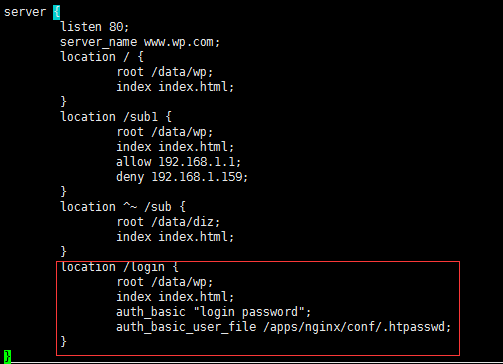 server {
listen 80;
server_name www.wp.com;
location / {
root /data/wp;
index index.html;
}
location /sub1 {
root /data/wp;
index index.html;
allow 192.168.1.1;
deny 192.168.1.159;
}
location ^~ /sub {
root /data/diz;
index index.html;
}
location /login {
root /data/wp;
index index.html;
auth_basic "login password";
auth_basic_user_file /apps/nginx/conf/.htpasswd;
}
}